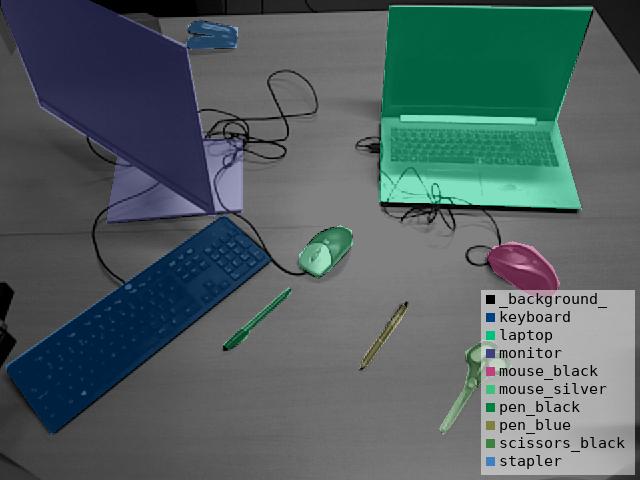 _background_
keyboard
laptop
monitor
mouse_black
mouse_silver
pen_black
pen_blue
scissors_black
stapler